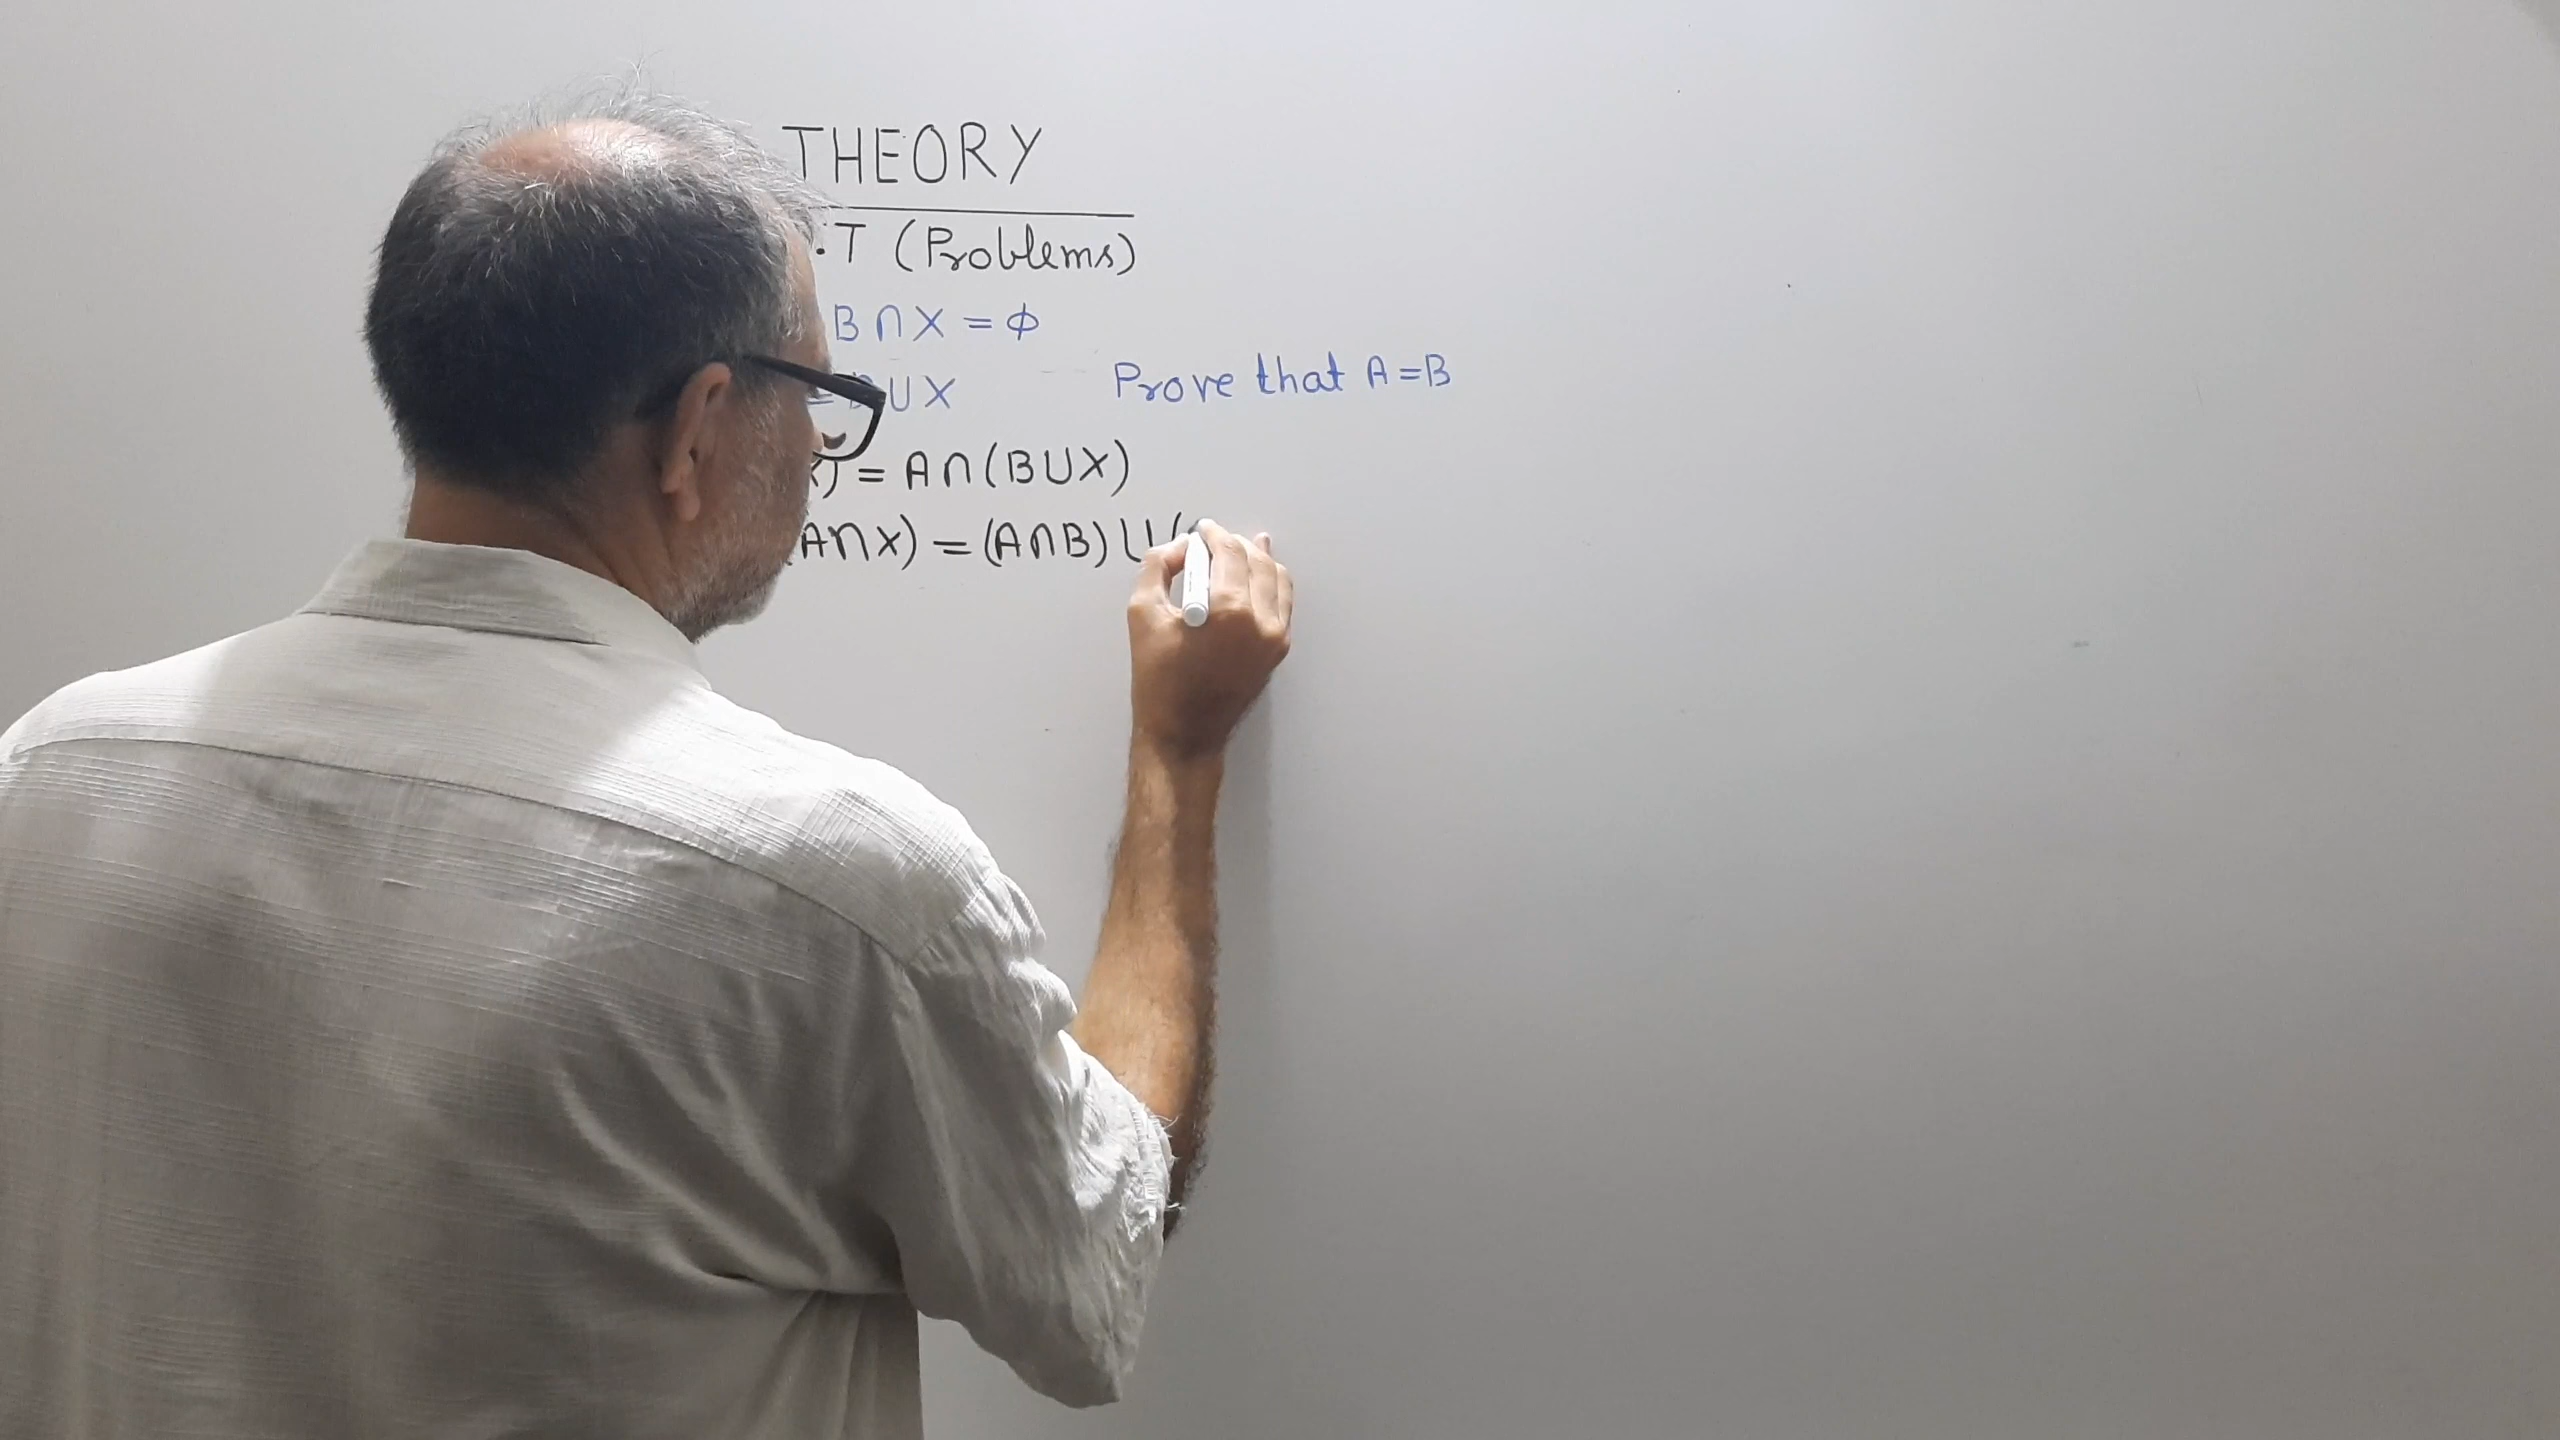 THEORY
.T (Problems)
B ∩ X = ϕ
= B ∪ X
Prove that A = B
X) = A ∩ (B ∪ X)
(A ∩ X) = (A ∩ B) ∪ (